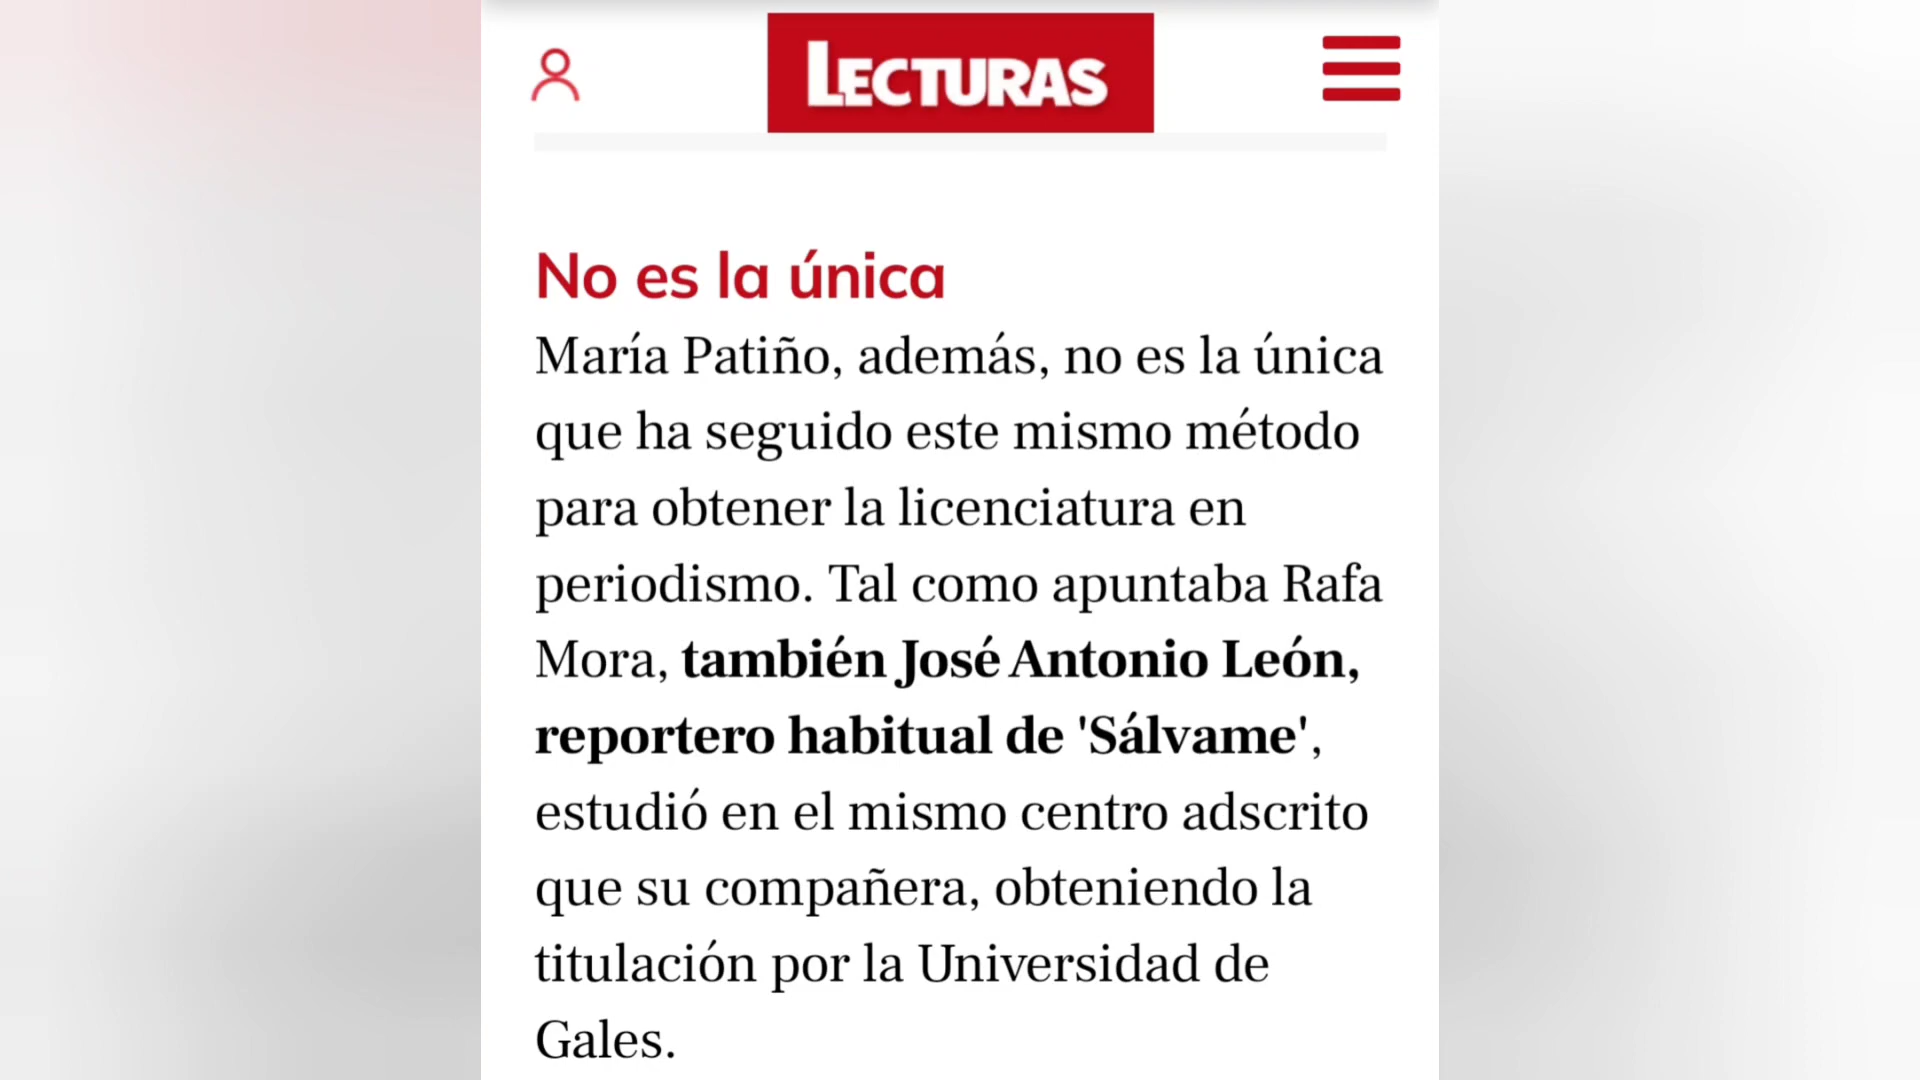 LECTURAS
No es la única
María Patiño, además, no es la única
que ha seguido este mismo método
para obtener la licenciatura en
periodismo. Tal como apuntaba Rafa
Mora, también José Antonio León,
reportero habitual de 'Sálvame',
estudió en el mismo centro adscrito
que su compañera, obteniendo la
titulación por la Universidad de
Gales.